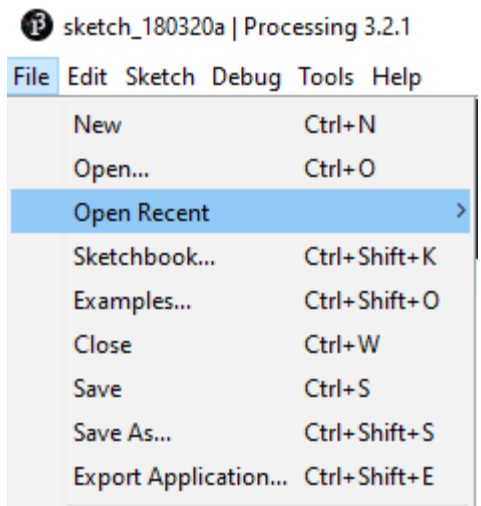 sketch_180320a | Processing 3.2.1
File Edit Sketch Debug Tools Help
New Ctrl+N
Open... Ctrl+O
Open Recent >
Sketchbook... Ctrl+Shift+K
Examples... Ctrl+Shift+O
Close Ctrl+W
Save Ctrl+S
Save As... Ctrl+Shift+S
Export Application... Ctrl+Shift+E